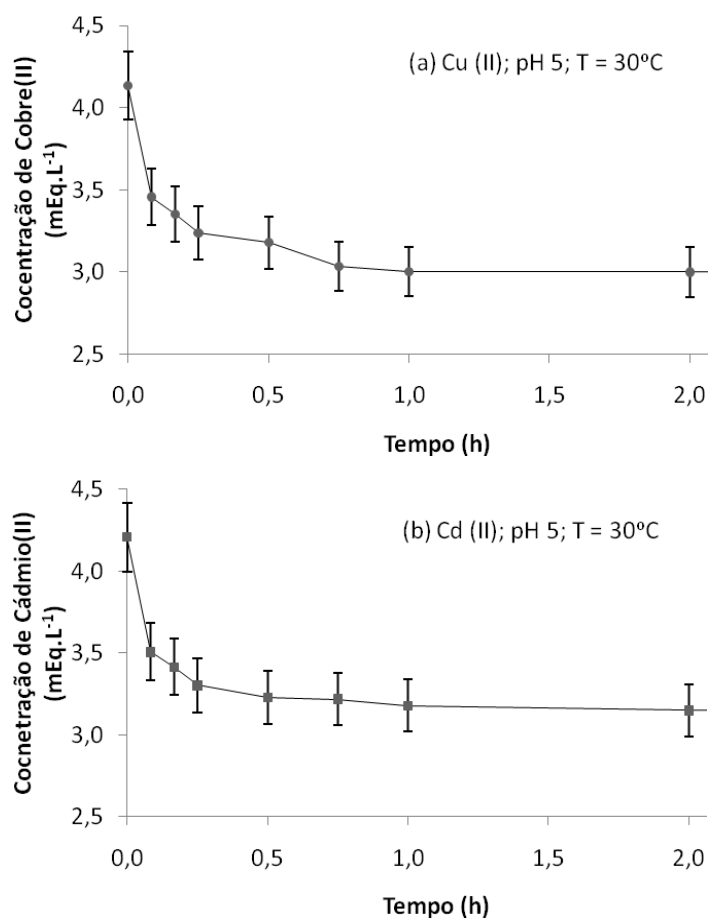 4,5
(a) Cu (II); pH 5; T = 30ºC
4,0
3,5
3,0
2,5
Cocentração de Cobre(II)
(mEq.L-1)
0,0 0,5 1,0 1,5 2,0
Tempo (h)
4,5
(b) Cd (II); pH 5; T = 30ºC
4,0
3,5
3,0
2,5
Cocnetração de Cádmio(II)
(mEq.L-1)
0,0 0,5 1,0 1,5 2,0
Tempo (h)